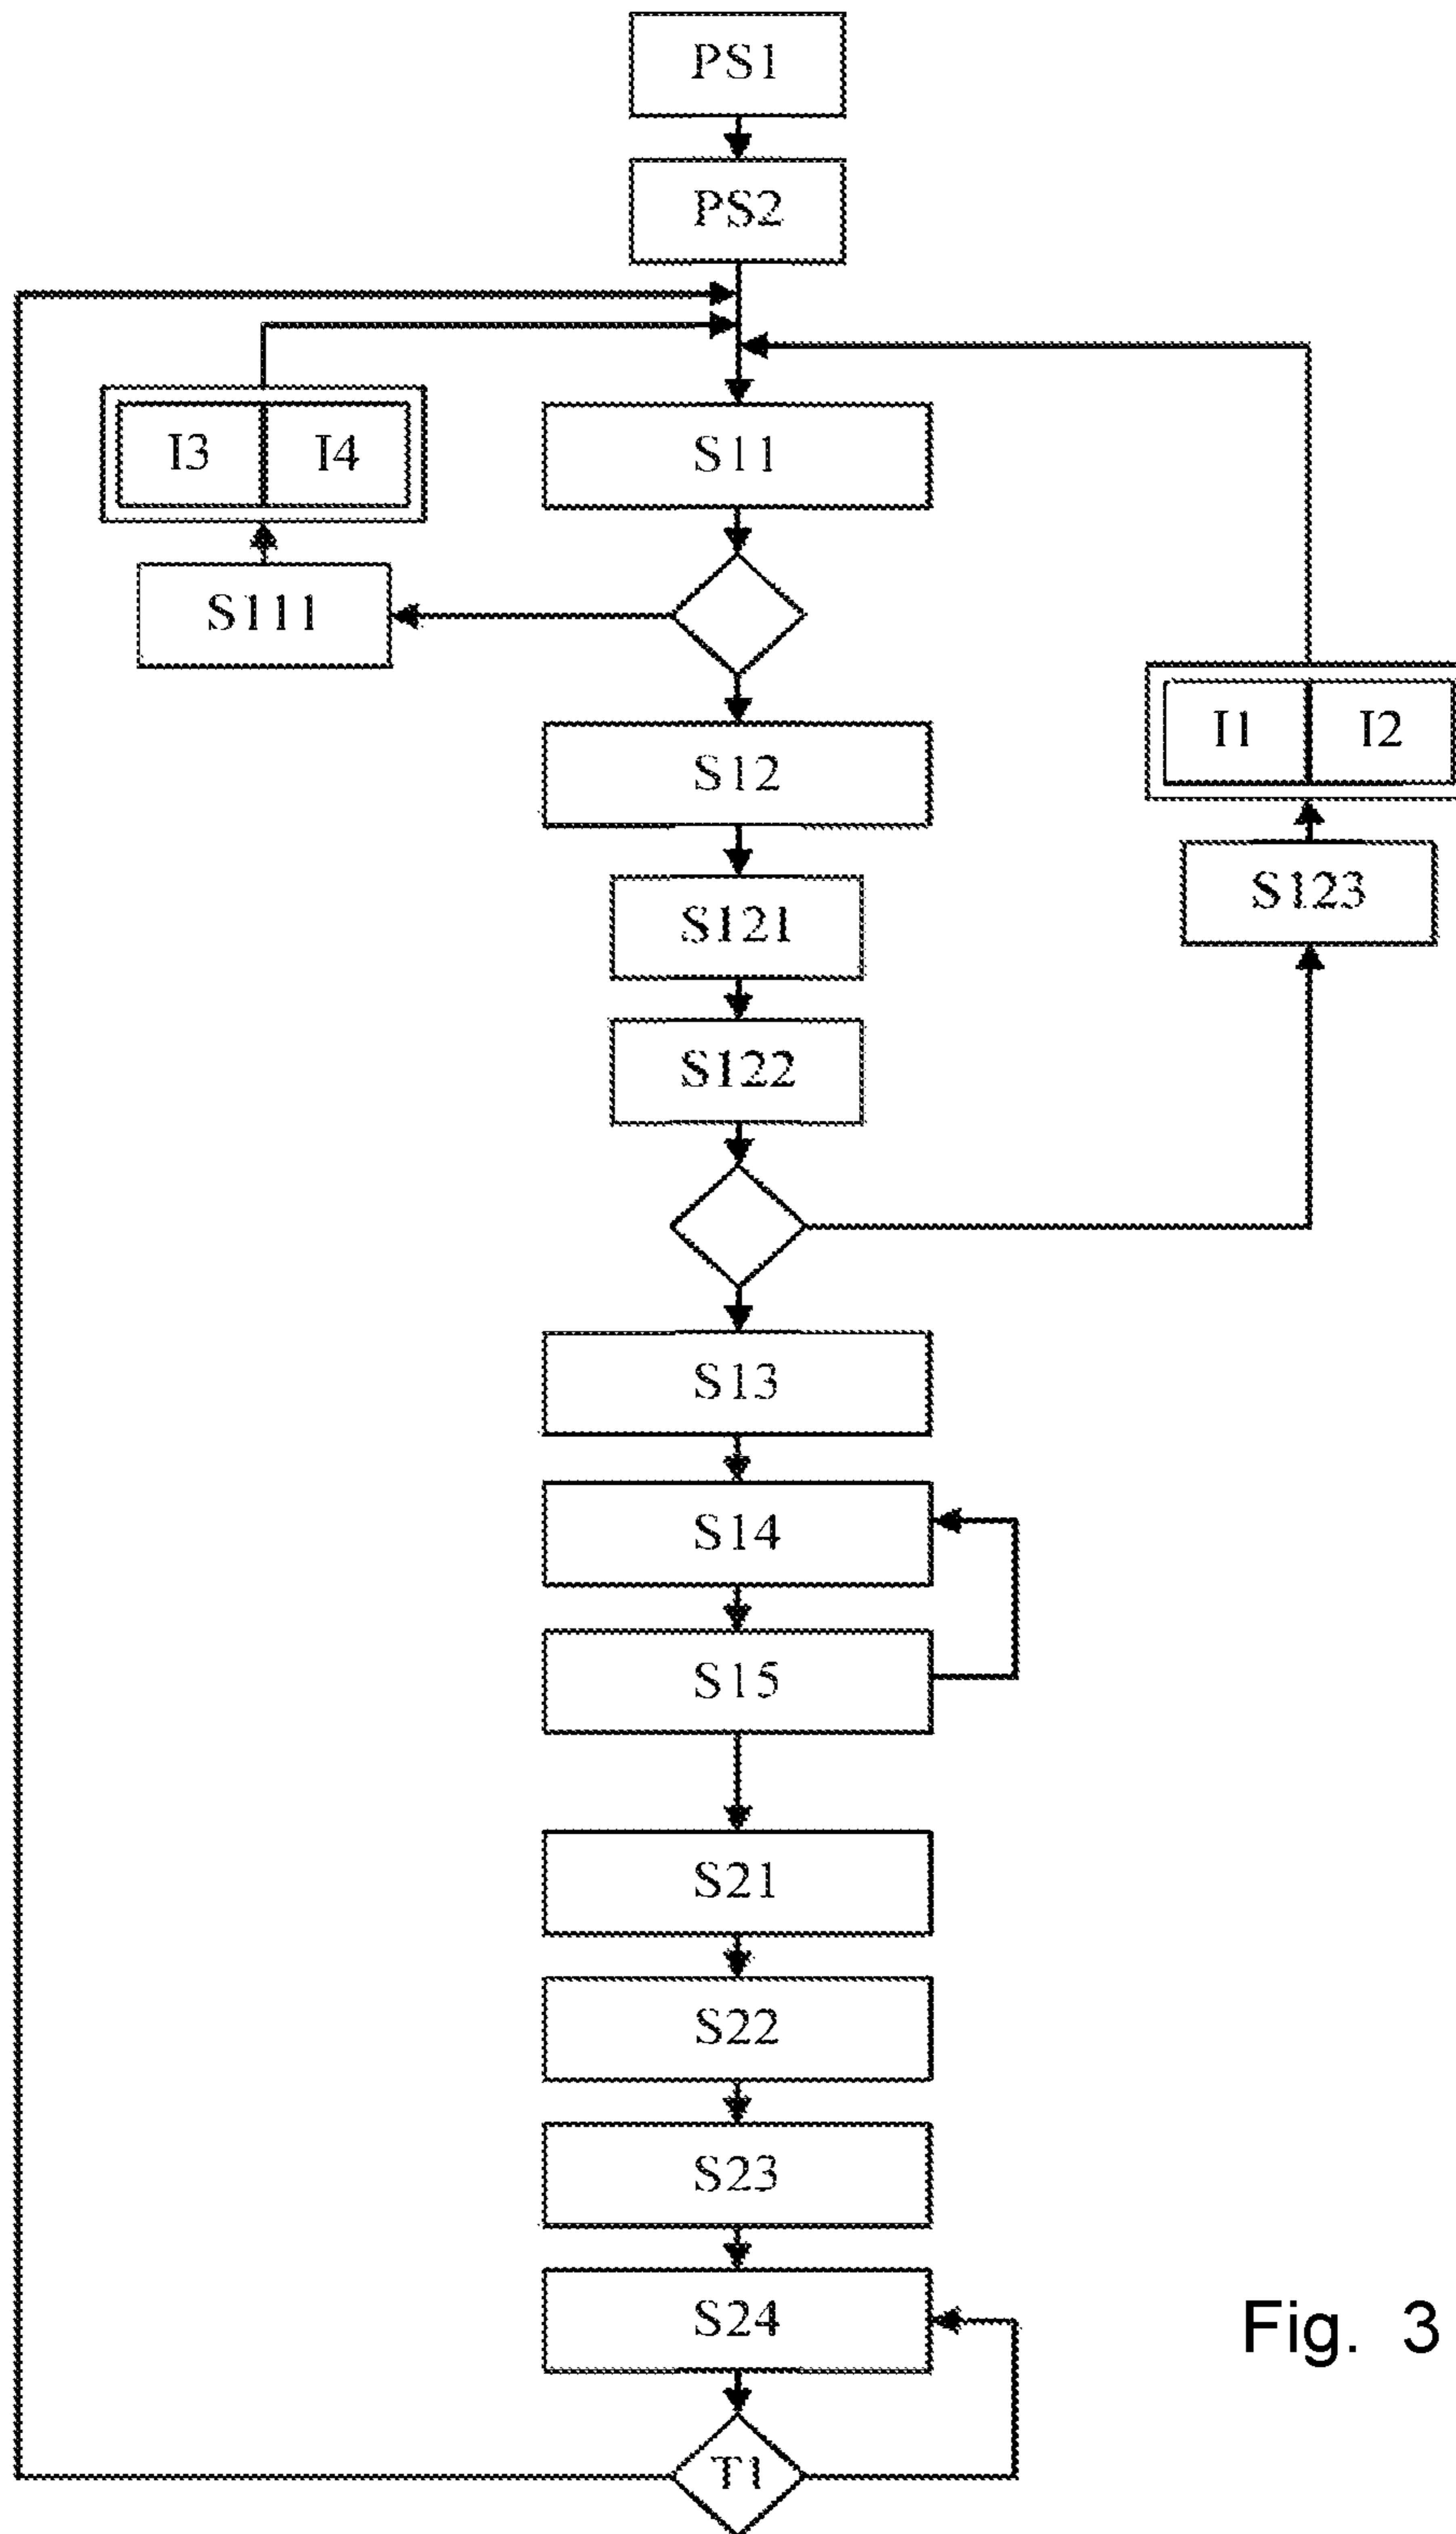 PS1
PS2
I3 I4
S11
S111
I1 I2
S12
S123
S121
S122
S13
S14
S15
S21
S22
S23
S24
Fig. 3
T1